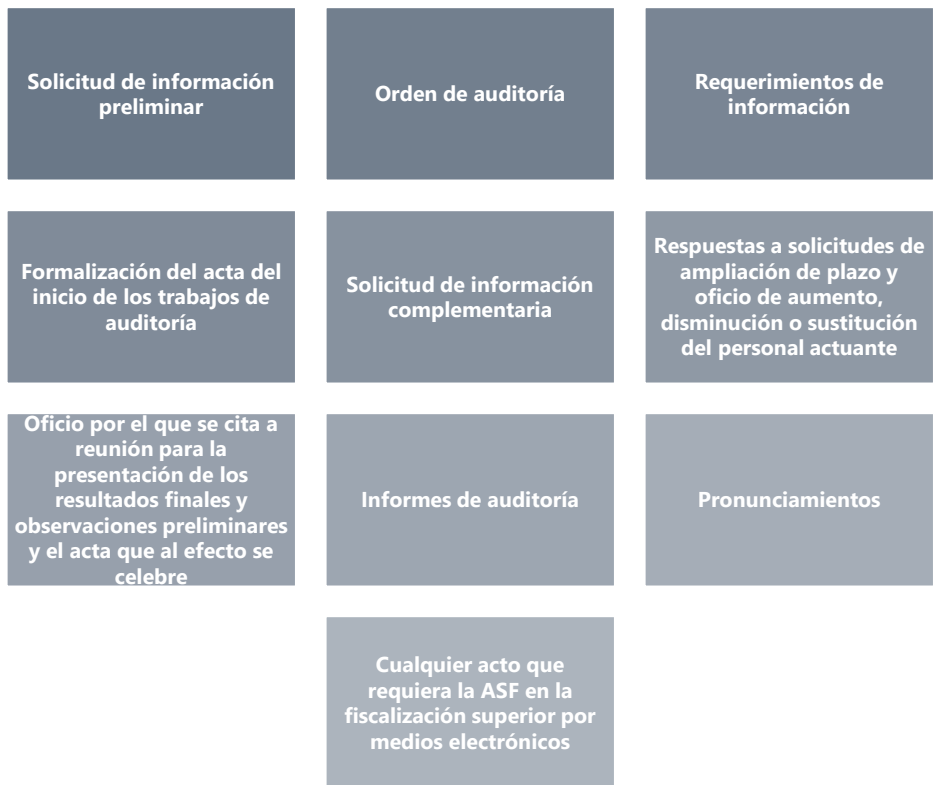 Solicitud de información
preliminar
Orden de auditoría
Requerimientos de
información
Formalización del acta del
inicio de los trabajos de
auditoría
Solicitud de información
complementaria
Respuestas a solicitudes de
ampliación de plazo y
oficio de aumento,
disminución o sustitución
del personal actuante
Oficio por el que se cita a
reunión para la
presentación de los
resultados finales y
observaciones preliminares
y el acta que al efecto se
celebre
Informes de auditoría
Pronunciamientos
Cualquier acto que
requiera la ASF en la
fiscalización superior por
medios electrónicos